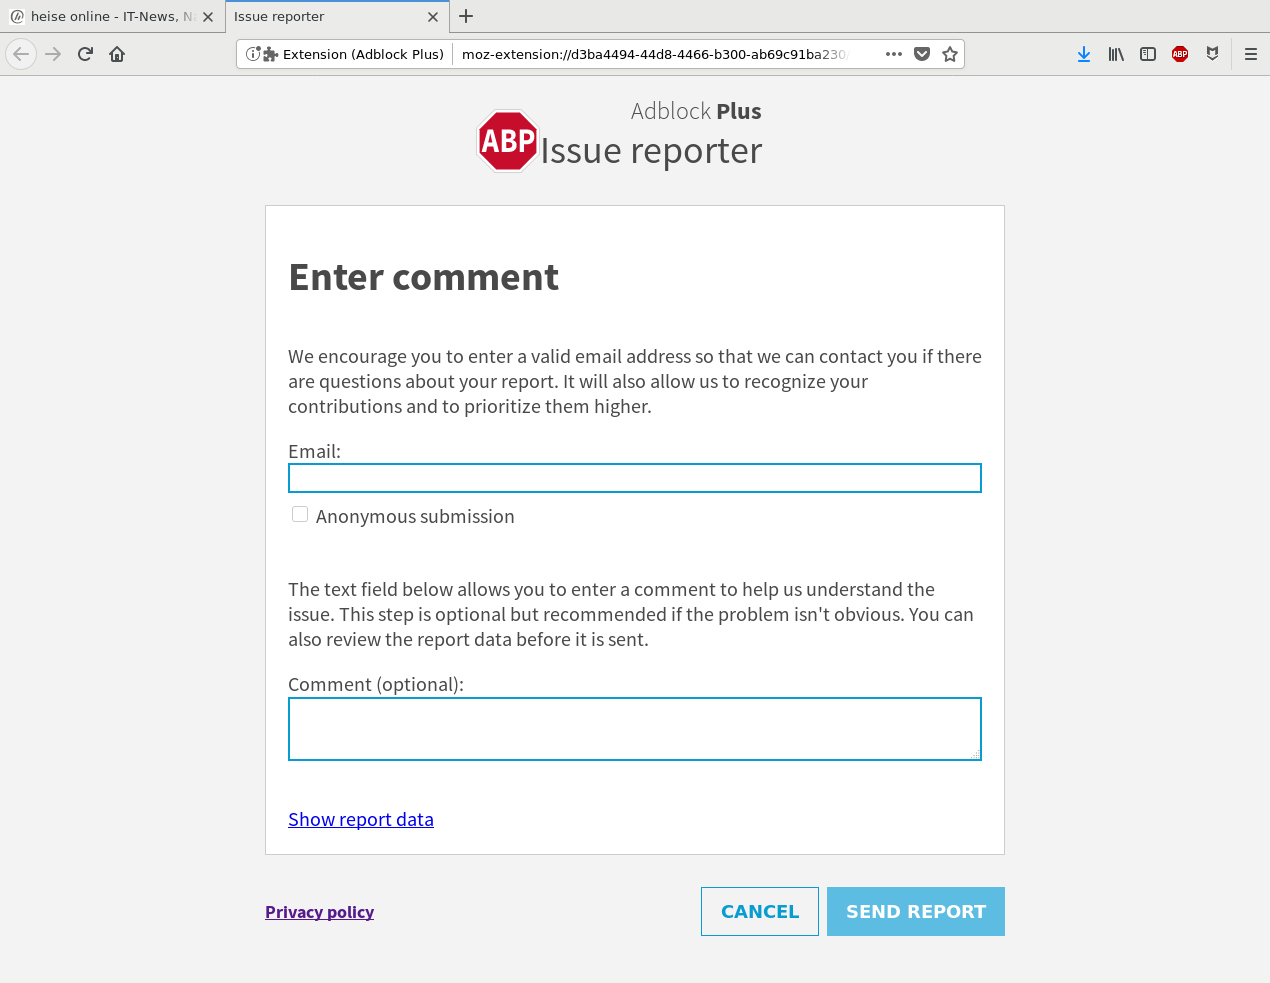 heise online - IT-News, N
Issue reporter
Extension (Adblock Plus)
moz-extension://d3ba4494-44d8-4466-b300-ab69c91ba230
ABP
Adblock Plus
ABP
Issue reporter
Enter comment
We encourage you to enter a valid email address so that we can contact you if there
are questions about your report. It will also allow us to recognize your
contributions and to prioritize them higher.
Email:
Anonymous submission
The text field below allows you to enter a comment to help us understand the
issue. This step is optional but recommended if the problem isn't obvious. You can
also review the report data before it is sent.
Comment (optional):
Show report data
Privacy policy
CANCEL
SEND REPORT